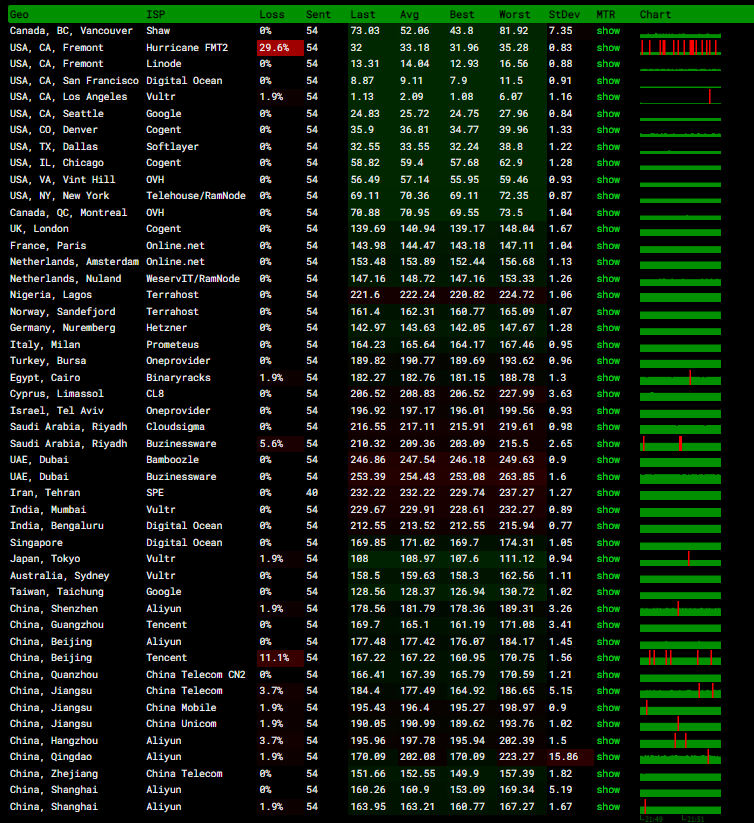 Geo ISP Loss Sent Last Avg Best Worst StDev MTR Chart
Canada, BC, Vancouver Shaw 0% 54 73.03 52.06 43.8 81.92 7.35 show
USA, CA, Fremont Hurricane FMT2 29.6% 54 32 33.18 31.96 35.28 0.83 show
USA, CA, Fremont Linode 0% 54 13.31 14.04 12.93 16.56 0.88 show
USA, CA, San Francisco Digital Ocean 0% 54 8.87 9.11 7.9 11.5 0.91 show
USA, CA, Los Angeles Vultr 1.9% 54 1.13 2.09 1.08 6.07 1.16 show
USA, CA, Seattle Google 0% 54 24.83 25.72 24.75 27.96 0.84 show
USA, CO, Denver Cogent 0% 54 35.9 36.81 34.77 39.96 1.33 show
USA, TX, Dallas Softlayer 0% 54 32.55 33.55 32.24 38.8 1.22 show
USA, IL, Chicago Cogent 0% 54 58.82 59.4 57.68 62.9 1.28 show
USA, VA, Vint Hill OVH 0% 54 56.49 57.14 55.95 59.46 0.93 show
USA, NY, New York Telehouse/RamNode 0% 54 69.11 70.36 69.11 72.35 0.87 show
Canada, QC, Montreal OVH 0% 54 70.88 70.95 69.55 73.5 1.04 show
UK, London Cogent 0% 54 139.69 140.94 139.17 148.04 1.67 show
France, Paris Online.net 0% 54 143.98 144.47 143.18 147.11 1.04 show
Netherlands, Amsterdam Online.net 0% 54 153.48 153.89 152.44 156.68 1.13 show
Netherlands, Nuland WeservIT/RamNode 0% 54 147.16 148.72 147.16 153.33 1.26 show
Nigeria, Lagos Terrahost 0% 54 221.6 222.24 220.82 224.72 1.06 show
Norway, Sandefjord Terrahost 0% 54 161.4 162.31 160.77 165.09 1.07 show
Germany, Nuremberg Hetzner 0% 54 142.97 143.63 142.05 147.67 1.28 show
Italy, Milan Prometeus 0% 54 164.23 165.64 164.17 167.46 0.95 show
Turkey, Bursa Oneprovider 0% 54 189.82 190.77 189.69 193.62 0.96 show
Egypt, Cairo Binaryracks 1.9% 54 182.27 182.76 181.15 188.78 1.3 show
Cyprus, Limassol CL8 0% 54 206.52 208.83 206.52 227.99 3.63 show
Israel, Tel Aviv Oneprovider 0% 54 196.92 197.17 196.01 199.56 0.93 show
Saudi Arabia, Riyadh Cloudsigma 0% 54 216.55 217.11 215.91 219.61 0.98 show
Saudi Arabia, Riyadh Buzinessware 5.6% 54 210.32 209.36 203.09 215.5 2.65 show
UAE, Dubai Bamboozle 0% 54 246.86 247.54 246.18 249.63 0.9 show
UAE, Dubai Buzinessware 0% 54 253.39 254.43 253.08 263.85 1.6 show
Iran, Tehran SPE 0% 40 232.22 232.22 229.74 237.27 1.27 show
India, Mumbai Vultr 0% 54 229.67 229.91 228.61 232.27 0.89 show
India, Bengaluru Digital Ocean 0% 54 212.55 213.52 212.55 215.94 0.77 show
Singapore Digital Ocean 0% 54 169.85 171.02 169.7 174.31 1.05 show
Japan, Tokyo Vultr 1.9% 54 108 108.97 107.6 111.12 0.94 show
Australia, Sydney Vultr 0% 54 158.5 159.63 158.3 162.56 1.11 show
Taiwan, Taichung Google 0% 54 128.56 128.37 126.94 130.72 1.02 show
China, Shenzhen Aliyun 1.9% 54 178.56 181.79 178.36 189.31 3.26 show
China, Guangzhou Tencent 0% 54 169.7 165.1 161.19 171.08 3.41 show
China, Beijing Aliyun 0% 54 177.48 177.42 176.07 184.17 1.45 show
China, Beijing Tencent 11.1% 54 167.22 167.22 160.95 170.75 1.56 show
China, Quanzhou China Telecom CN2 0% 54 166.41 167.39 165.79 170.59 1.21 show
China, Jiangsu China Telecom 3.7% 54 184.4 177.49 164.92 186.65 5.15 show
China, Jiangsu China Mobile 1.9% 54 195.43 196.4 195.27 198.97 0.9 show
China, Jiangsu China Unicom 1.9% 54 190.05 190.99 189.62 193.76 1.02 show
China, Hangzhou Aliyun 3.7% 54 195.96 197.78 195.94 202.39 1.5 show
China, Qingdao Aliyun 1.9% 54 170.09 202.08 170.09 223.27 15.86 show
China, Zhejiang China Telecom 0% 54 151.66 152.55 149.9 157.39 1.82 show
China, Shanghai Aliyun 0% 54 160.26 160.9 153.09 169.34 5.19 show
China, Shanghai Aliyun 1.9% 54 163.95 163.21 160.77 167.27 1.67 show
21:49 21:51